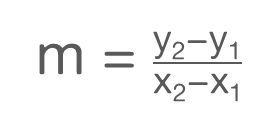 m = y₂–y₁
x₂–x₁